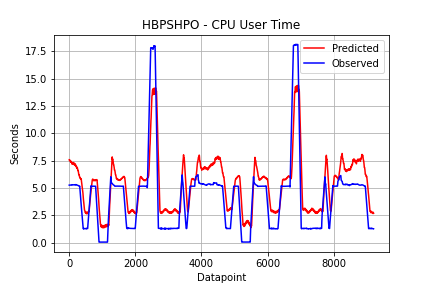 HBPSHPO - CPU User Time
Predicted
Observed
17.5
15.0
12.5
10.0
7.5
5.0
2.5
0.0
Seconds
0 2000 4000 6000 8000
Datapoint